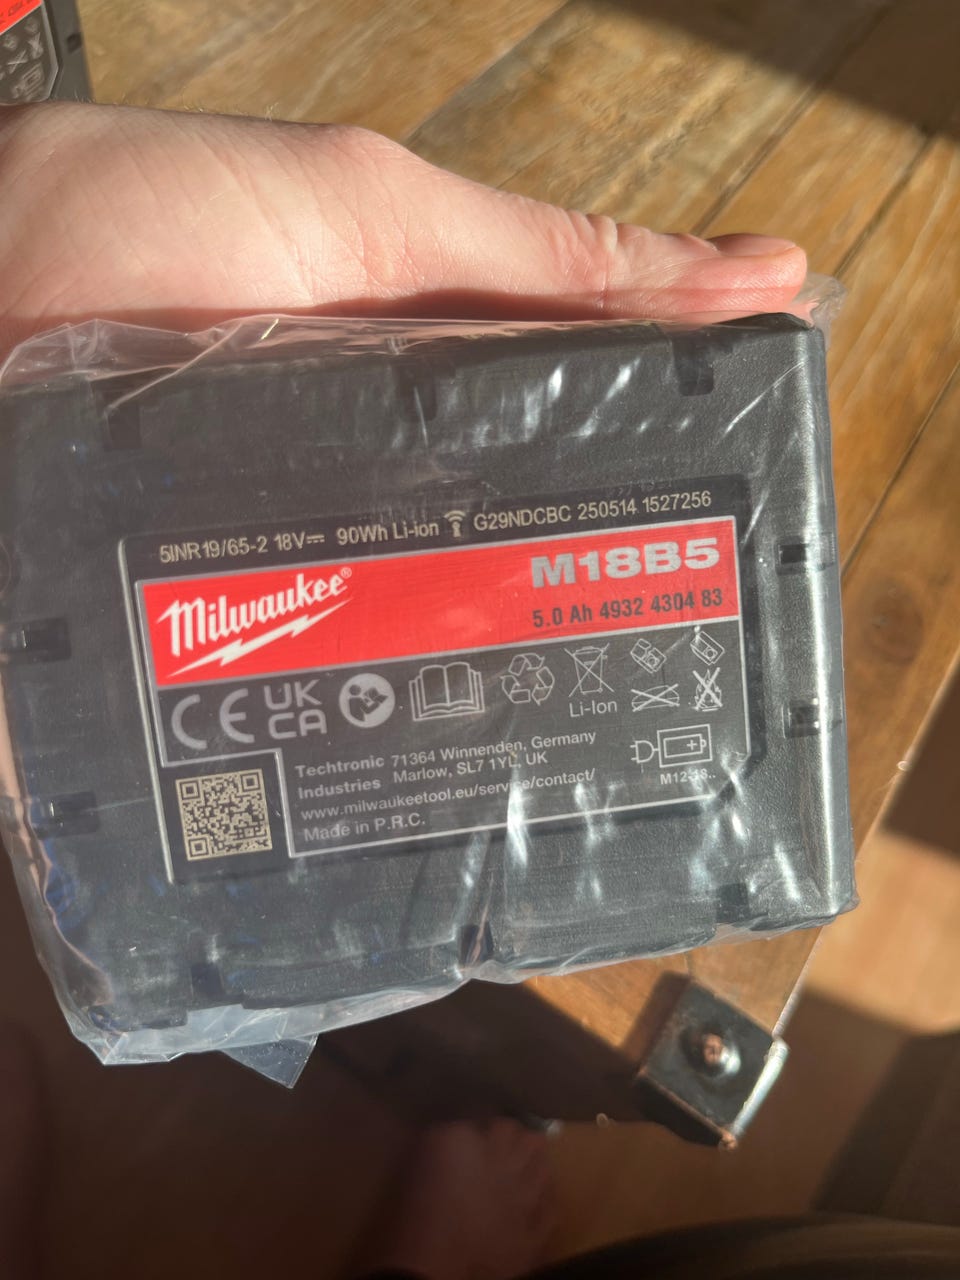 5INR19/65-2 18V⎓ 90Wh Li-ion G29NDCBC 250514 1527256
Milwaukee®
M18B5
5.0 Ah 4932 4304 83
CE UK CA
Li-Ion
Techtronic Industries
71364 Winnenden, Germany
Marlow, SL7 1YL, UK
www.milwaukeetool.eu/service/contact/
Made in P.R.C.